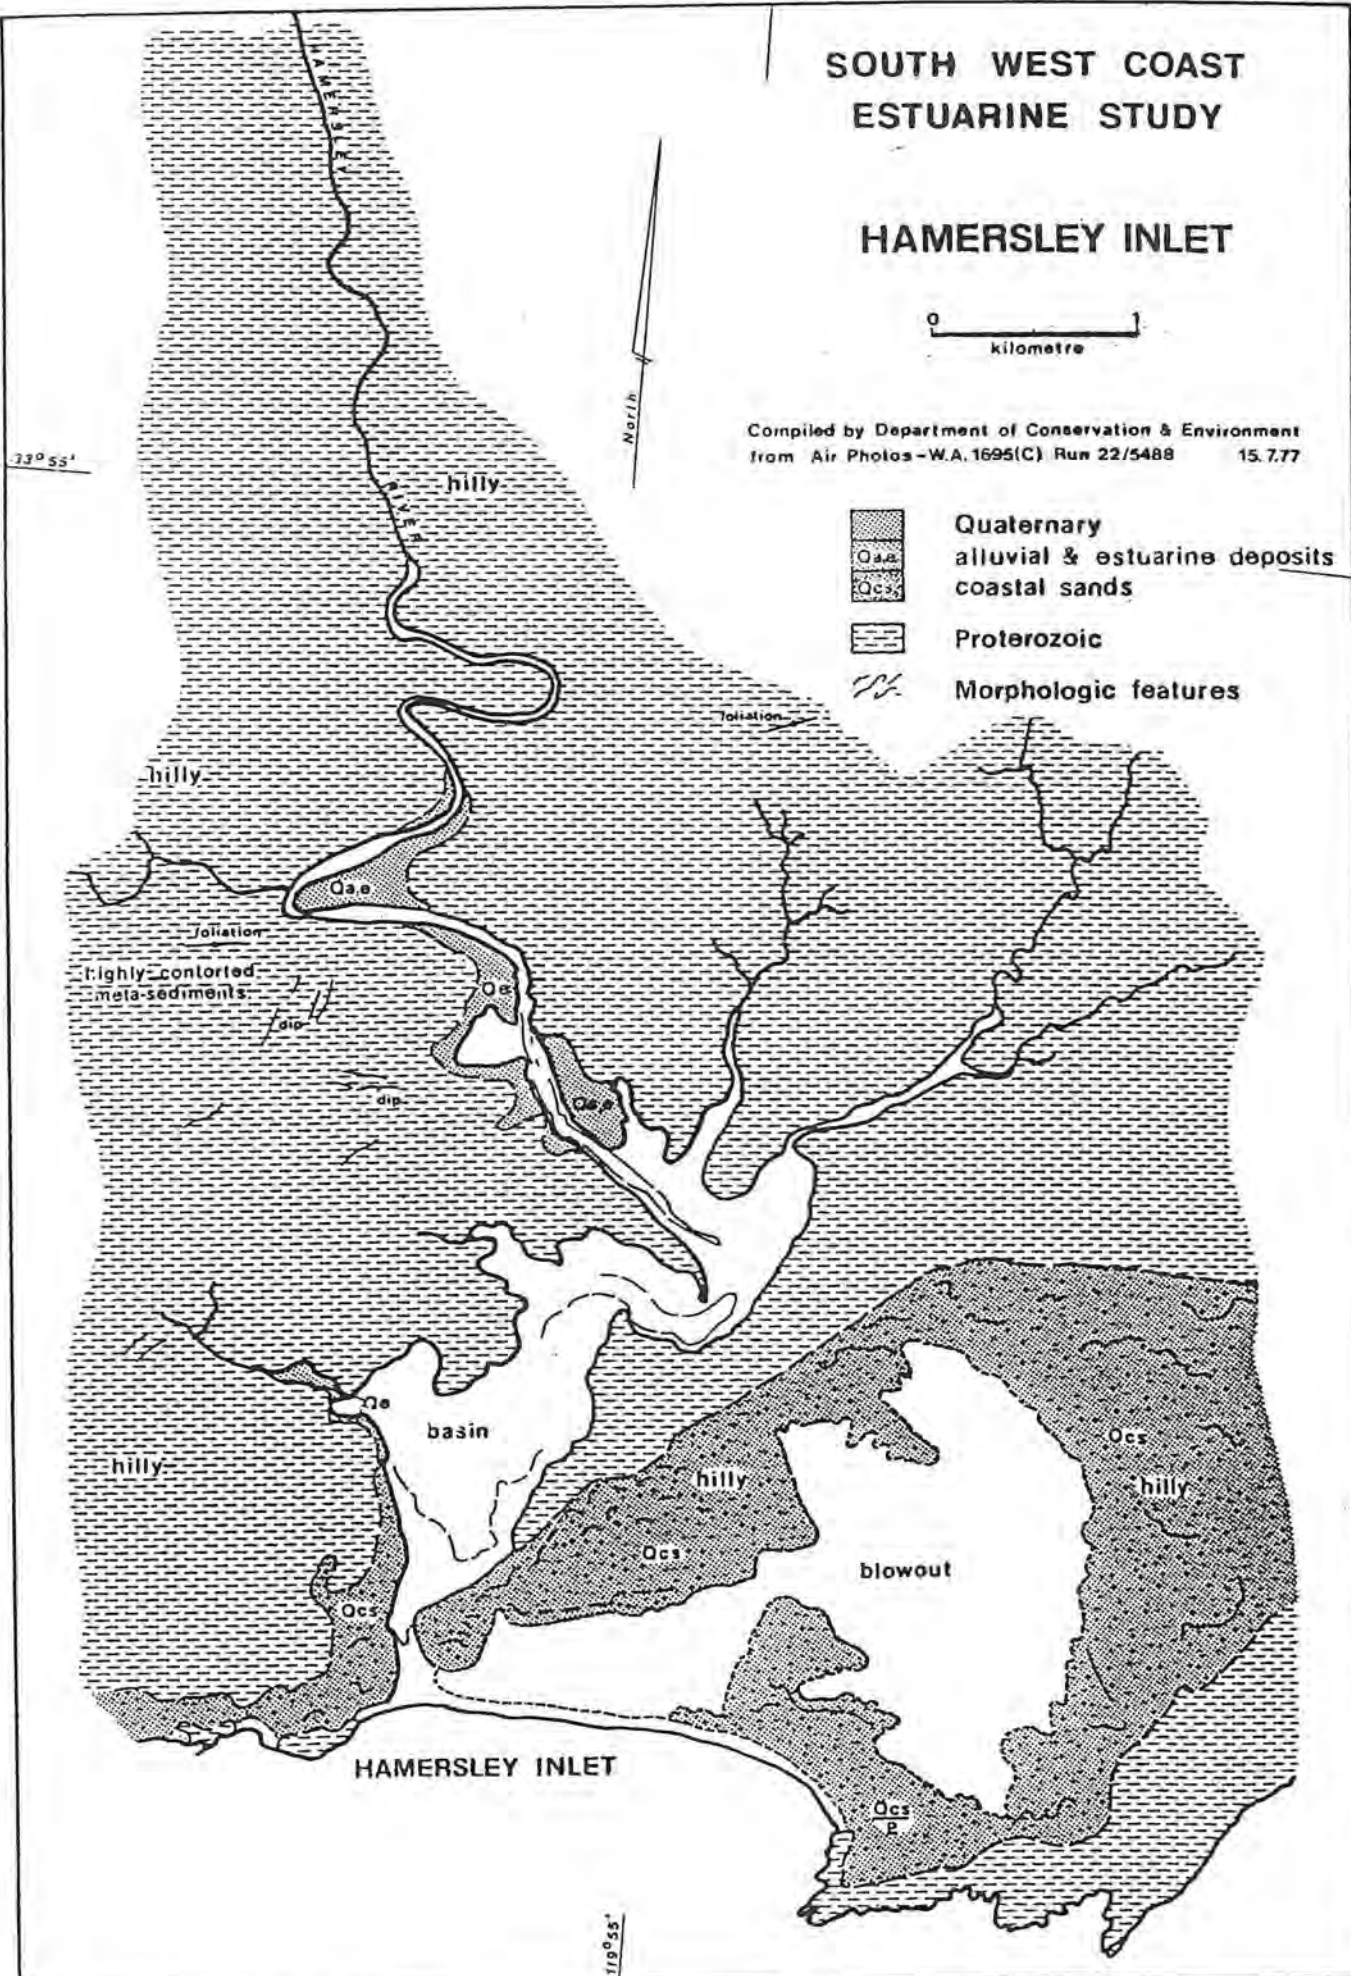 SOUTH WEST COAST
ESTUARINE STUDY
HAMERSLEY INLET
0 1
kilometre
North
Compiled by Department of Conservation & Environment
from Air Photos - W.A. 1695(C) Run 22/5488 15.7.77
33°55'
Quaternary
Qa,e alluvial & estuarine deposits
Qcs coastal sands
Proterozoic
Morphologic features
HAMERSLEY
RIVER
hilly
foliation
hilly
Qa,e
foliation
highly contorted
meta-sediments
Qe
dip
dip
Qa,e
Qe
basin
hilly
hilly
Qcs
hilly
Qcs
blowout
Qcs
HAMERSLEY INLET
Qcs
P
119°55'